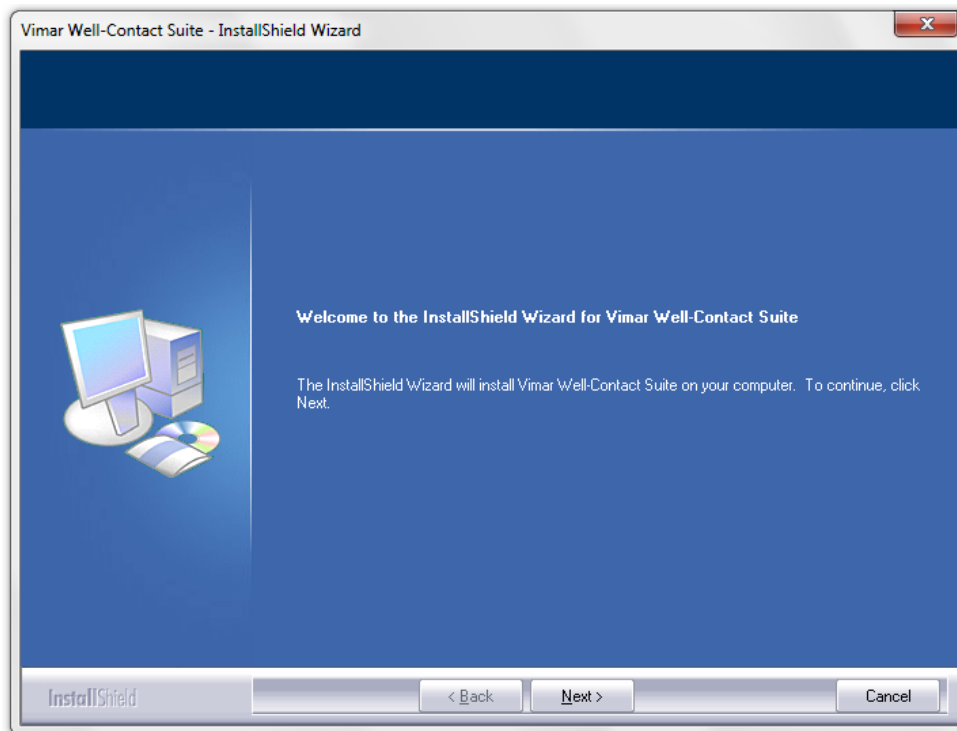 Vimar Well-Contact Suite - InstallShield Wizard
Welcome to the InstallShield Wizard for Vimar Well-Contact Suite
The InstallShield Wizard will install Vimar Well-Contact Suite on your computer.  To continue, click
Next.
InstallShield
< Back
Next >
Cancel